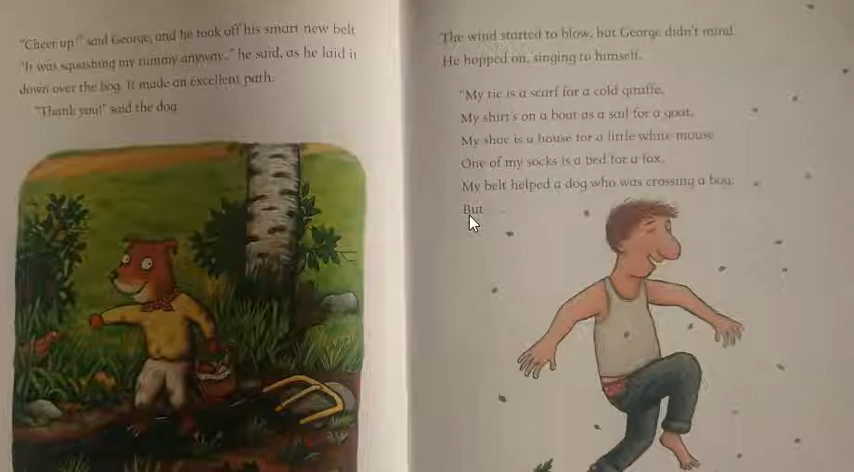 "Cheer up!" said George, and he took off his smart new belt
"It was squashing my tummy anyway," he said, as he laid it
down over the bog. It made an excellent path.
"Thank you!" said the dog.
The wind started to blow, but George didn't mind.
He hopped on, singing to himself,
"My tie is a scarf for a cold giraffe,
My shirt's on a boat as a sail for a goat,
My shoe is a house for a little white mouse
One of my socks is a bed for a fox,
My belt helped a dog who was crossing a bog,
But